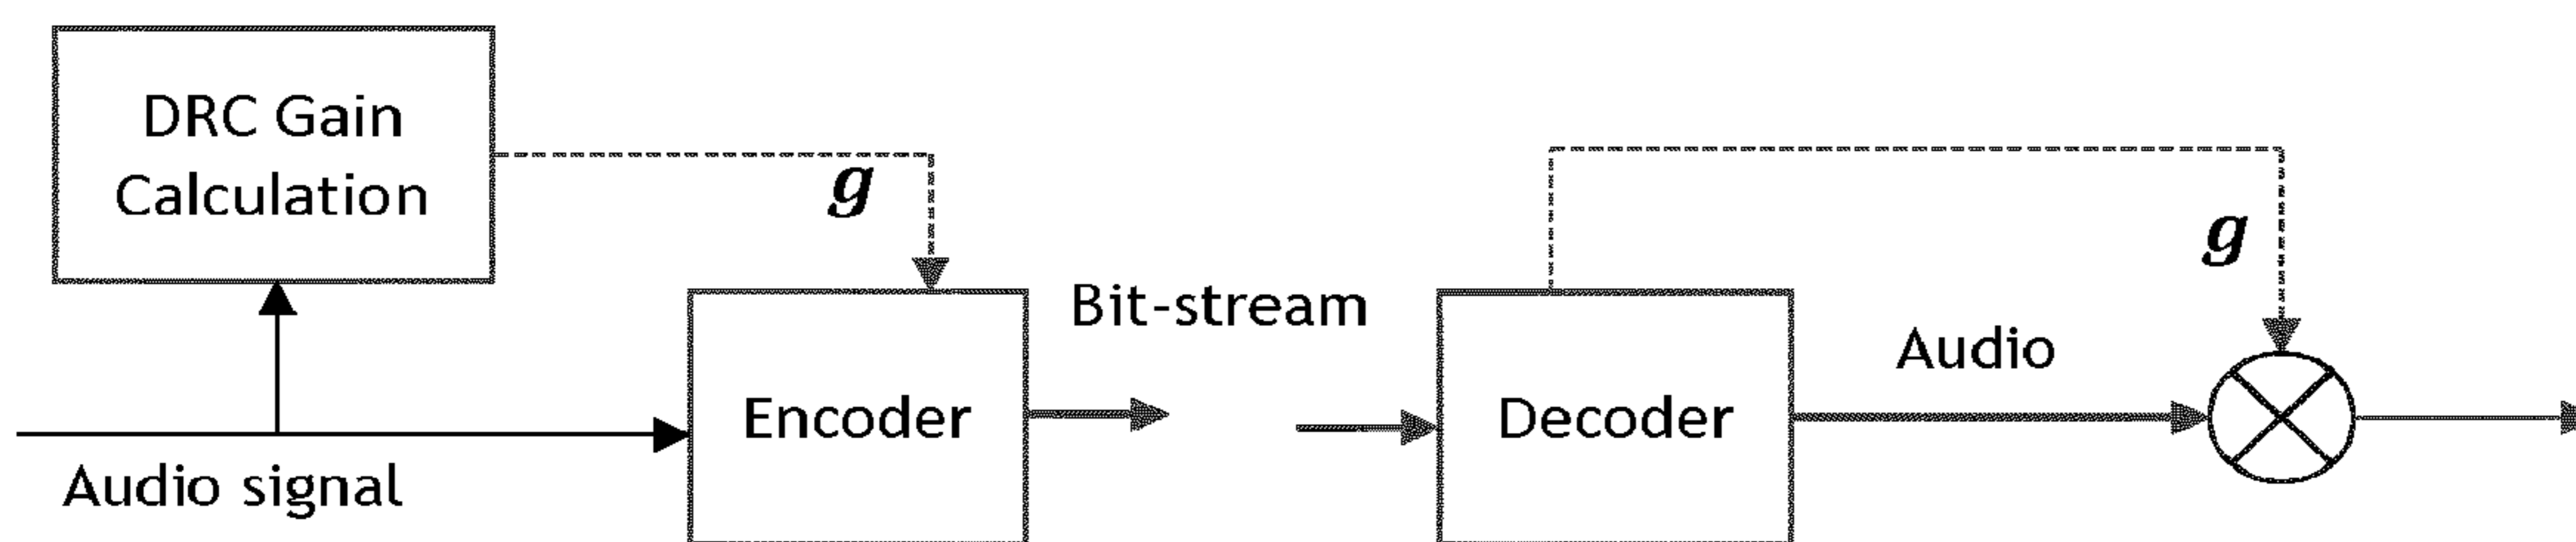 DRC Gain
Calculation
g
Bit-stream
g
Audio
Encoder
Decoder
Audio signal